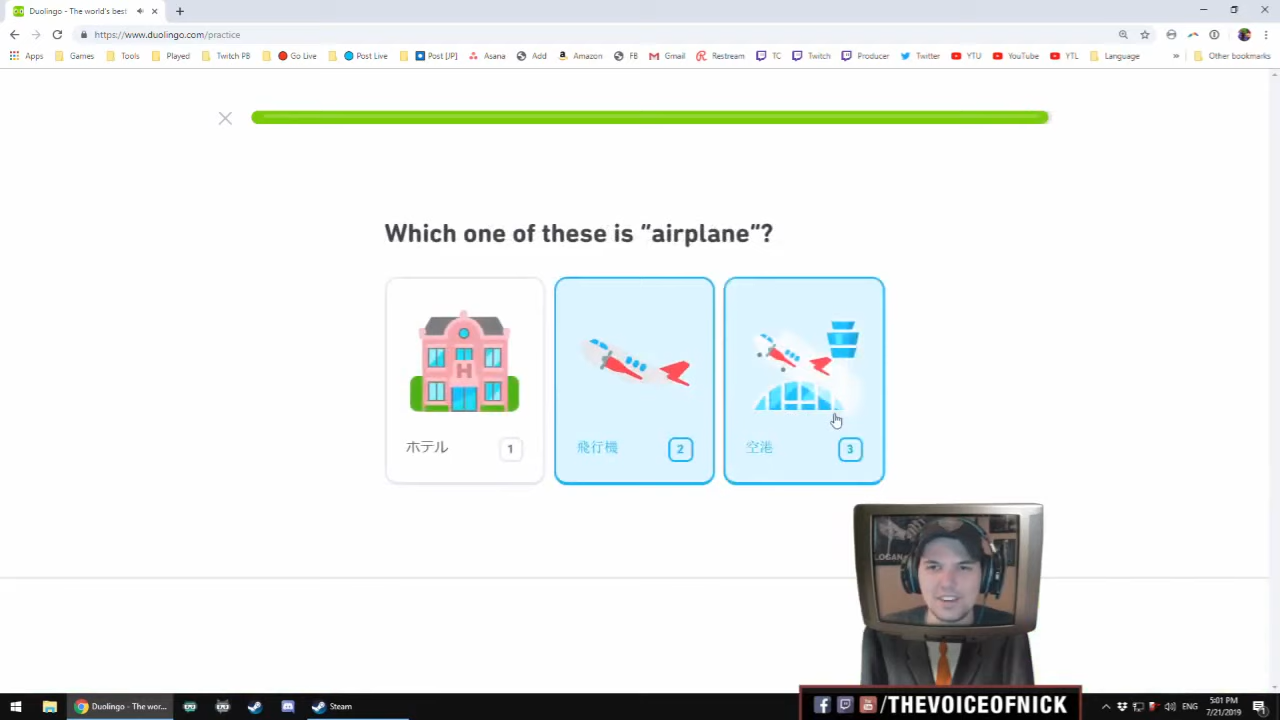 Duolingo - The world's best
https://www.duolingo.com/practice
Apps Games Tools Played Twitch PB Go Live Post Live Post [JP] Asana Add Amazon FB Gmail Restream TC Twitch Producer Twitter YTU YouTube YTL Language » Other bookmarks
Which one of these is “airplane”?
H
ホテル 1
飛行機 2
空港 3
LOGAN
/THEVOICEOFNICK
Duolingo - The wor...
Steam
ENG
5:01 PM
7/21/2019